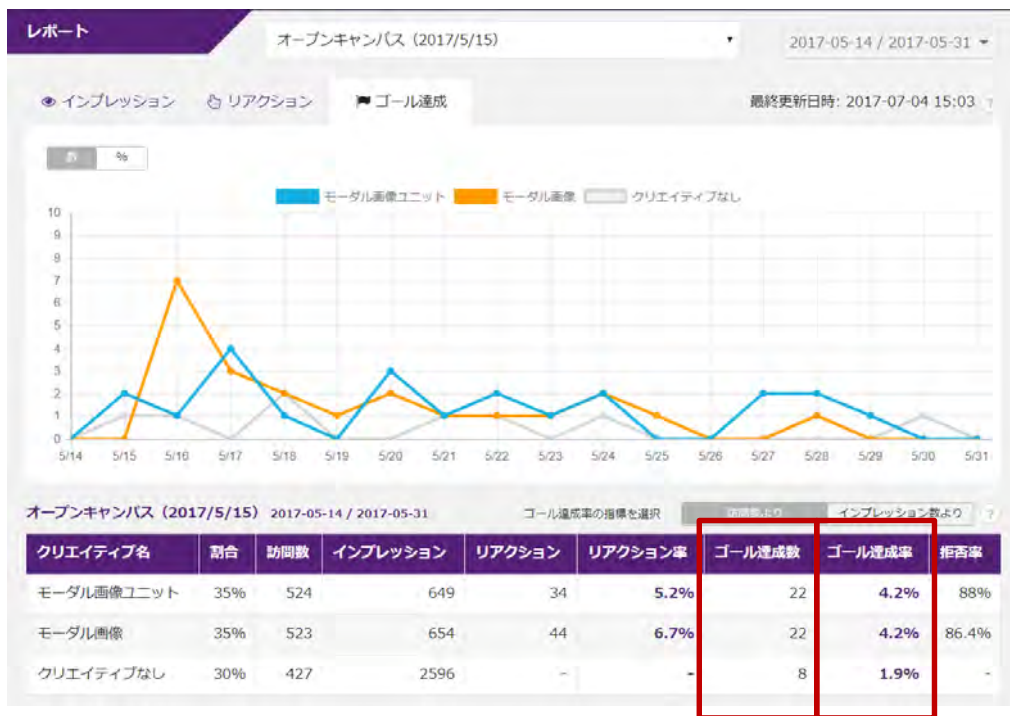 レポート
オープンキャンパス（2017/5/15）
2017-05-14 / 2017-05-31
インプレッション リアクション ゴール達成
最終更新日時: 2017-07-04 15:03 ?
数 %
モーダル画像ユニット モーダル画像 クリエイティブなし
10
9
8
7
6
5
4
3
2
1
0
5/14 5/15 5/16 5/17 5/18 5/19 5/20 5/21 5/22 5/23 5/24 5/25 5/26 5/27 5/28 5/29 5/30 5/31
オープンキャンパス（2017/5/15） 2017-05-14 / 2017-05-31 ゴール達成率の指標を選択 訪問数より インプレッション数より ?
クリエイティブ名 割合 訪問数 インプレッション リアクション リアクション率 ゴール達成数 ゴール達成率 拒否率
モーダル画像ユニット 35% 524 649 34 5.2% 22 4.2% 88%
モーダル画像 35% 523 654 44 6.7% 22 4.2% 86.4%
クリエイティブなし 30% 427 2596 - - 8 1.9% -